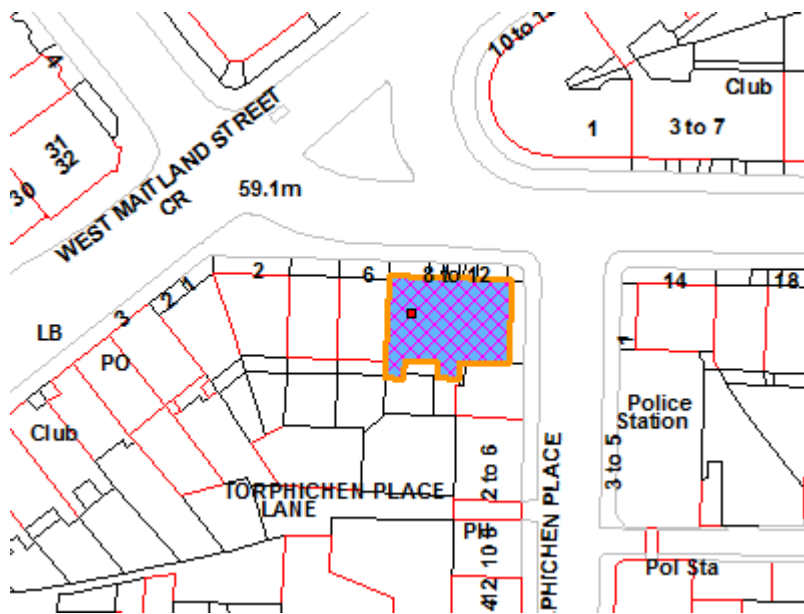 10 to 1
4
Club
1
3 to 7
31
32
30
WEST MAITLAND STREET
CR
59.1m
2
6
8 to 12
14
18
1
2
3
1
LB
PO
Club
Police
Station
3 to 5
2 to 6
TORPHICHEN PLACE
LANE
PH
8
10
12
4
PHICHEN PLACE
Pol Sta